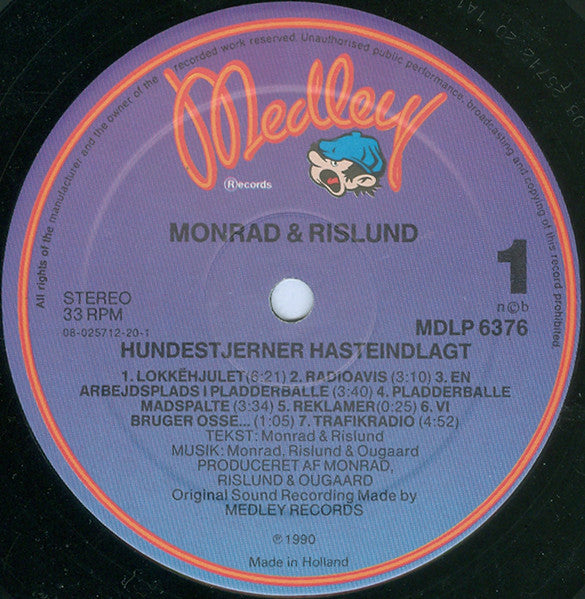 All rights of the manufacturer and the owner of the recorded work reserved. Unauthorised public performance, broadcasting and copying of this record prohibited.
Medley
Ⓡecords
MONRAD & RISLUND
1
STEREO
33 RPM
n©b
08-025712-20-1
MDLP 6376
HUNDESTJERNER HASTEINDLAGT
1. LOKKĒHJULET(6:21) 2. RADIOAVIS (3:10) 3. EN
ARBEJDSPLADS I PLADDERBALLE (3:40) 4. PLADDERBALLE
MADSPALTE (3:34) 5. REKLAMER(0:25) 6. VI
BRUGER OSSE... (1:05) 7. TRAFIKRADIO (4:52)
TEKST: Monrad & Rislund
MUSIK: Monrad, Rislund & Ougaard
PRODUCERET AF MONRAD,
RISLUND & OUGAARD
Original Sound Recording Made by
MEDLEY RECORDS
℗ 1990
Made in Holland